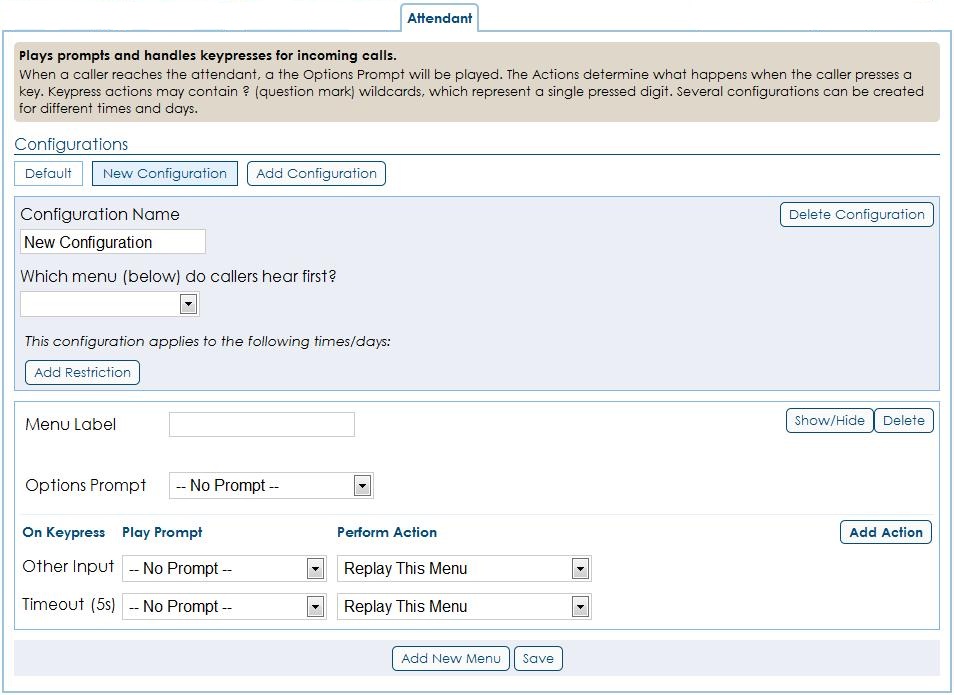 Attendant
Plays prompts and handles keypresses for incoming calls.
When a caller reaches the attendant, a the Options Prompt will be played. The Actions determine what happens when the caller presses a
key. Keypress actions may contain ? (question mark) wildcards, which represent a single pressed digit. Several configurations can be created
for different times and days.
Configurations
Default New Configuration Add Configuration
Configuration Name Delete Configuration
New Configuration
Which menu (below) do callers hear first?
This configuration applies to the following times/days:
Add Restriction
Menu Label Show/Hide Delete
Options Prompt -- No Prompt --
On Keypress Play Prompt Perform Action Add Action
Other Input -- No Prompt -- Replay This Menu
Timeout (5s) -- No Prompt -- Replay This Menu
Add New Menu Save